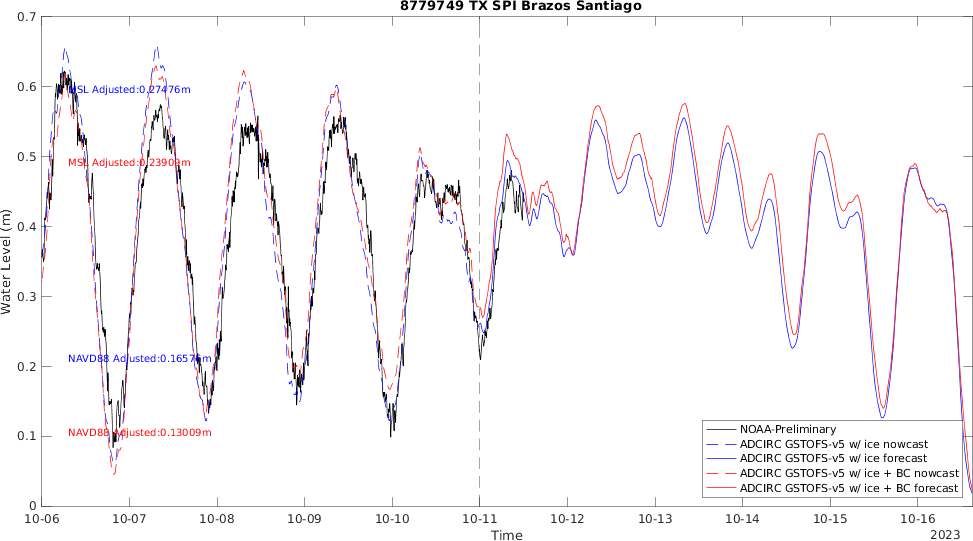 8779749 TX SPI Brazos Santiago
0.7
0.6
0.5
0.4
0.3
0.2
0.1
0
Water Level (m)
MSL Adjusted:0.27476m
MSL Adjusted:0.23909m
NAVD88 Adjusted:0.16576m
NAVD88 Adjusted:0.13009m
NOAA-Preliminary
ADCIRC GSTOFS-v5 w/ ice nowcast
ADCIRC GSTOFS-v5 w/ ice forecast
ADCIRC GSTOFS-v5 w/ ice + BC nowcast
ADCIRC GSTOFS-v5 w/ ice + BC forecast
10-06 10-07 10-08 10-09 10-10 10-11 10-12 10-13 10-14 10-15 10-16
Time
2023